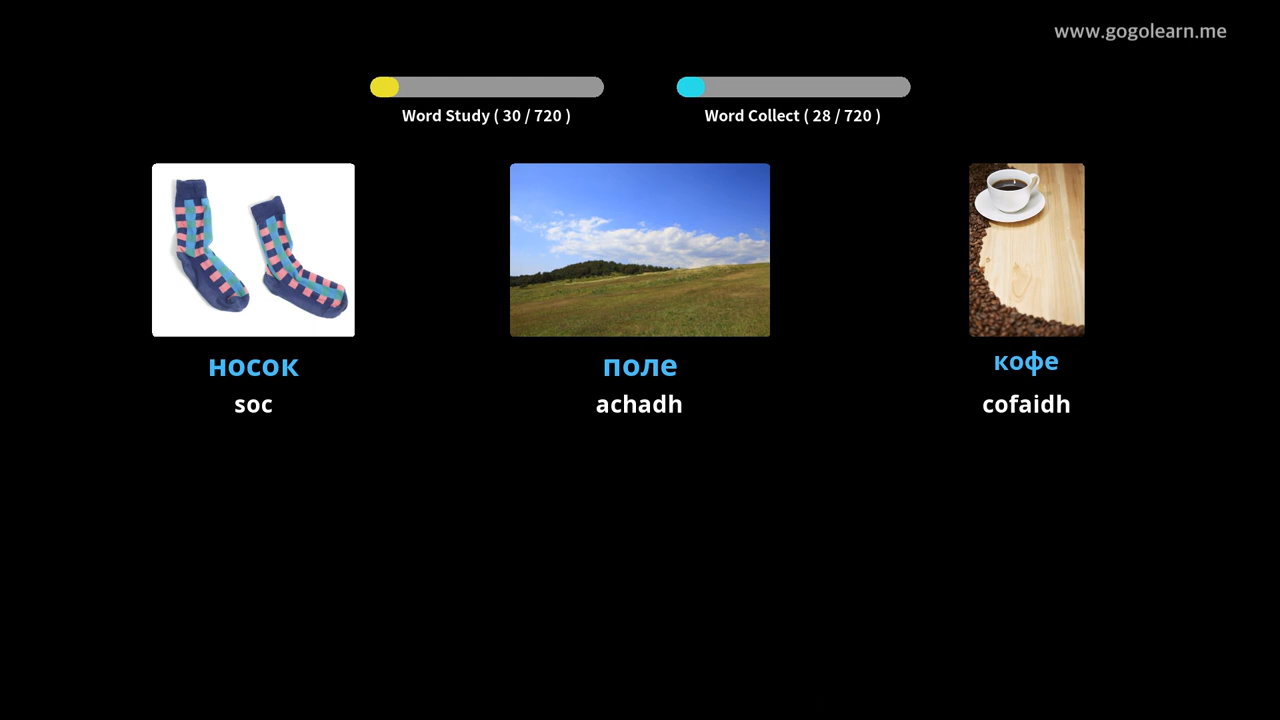 www.gogolearn.me
Word Study ( 30 / 720 )
Word Collect ( 28 / 720 )
носок
поле
кофе
soc
achadh
cofaidh